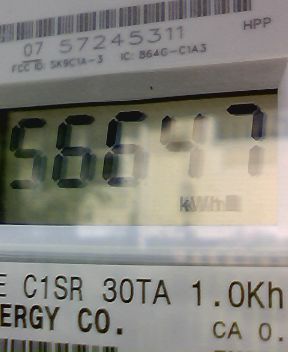 07 57245311 HPP
FCC ID: SK9C1A-3 IC: 864G-C1A3
56647
kWh
E C1SR 30TA 1.0Kh
ERGY CO. CA 0.